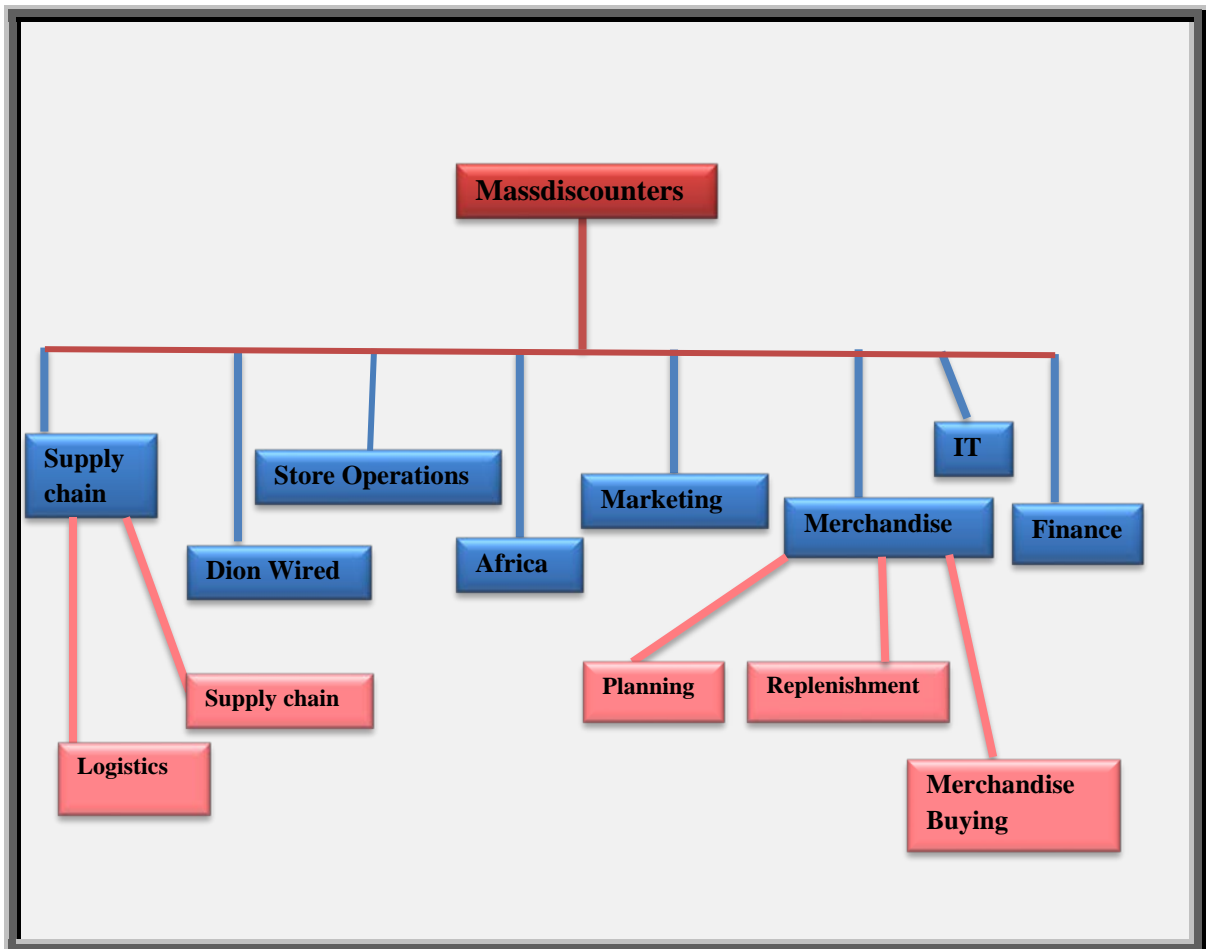 Massdiscounters
Supply
chain
Dion Wired
Store Operations
Africa
Marketing
Merchandise
IT
Finance
Logistics
Supply chain
Planning
Replenishment
Merchandise
Buying